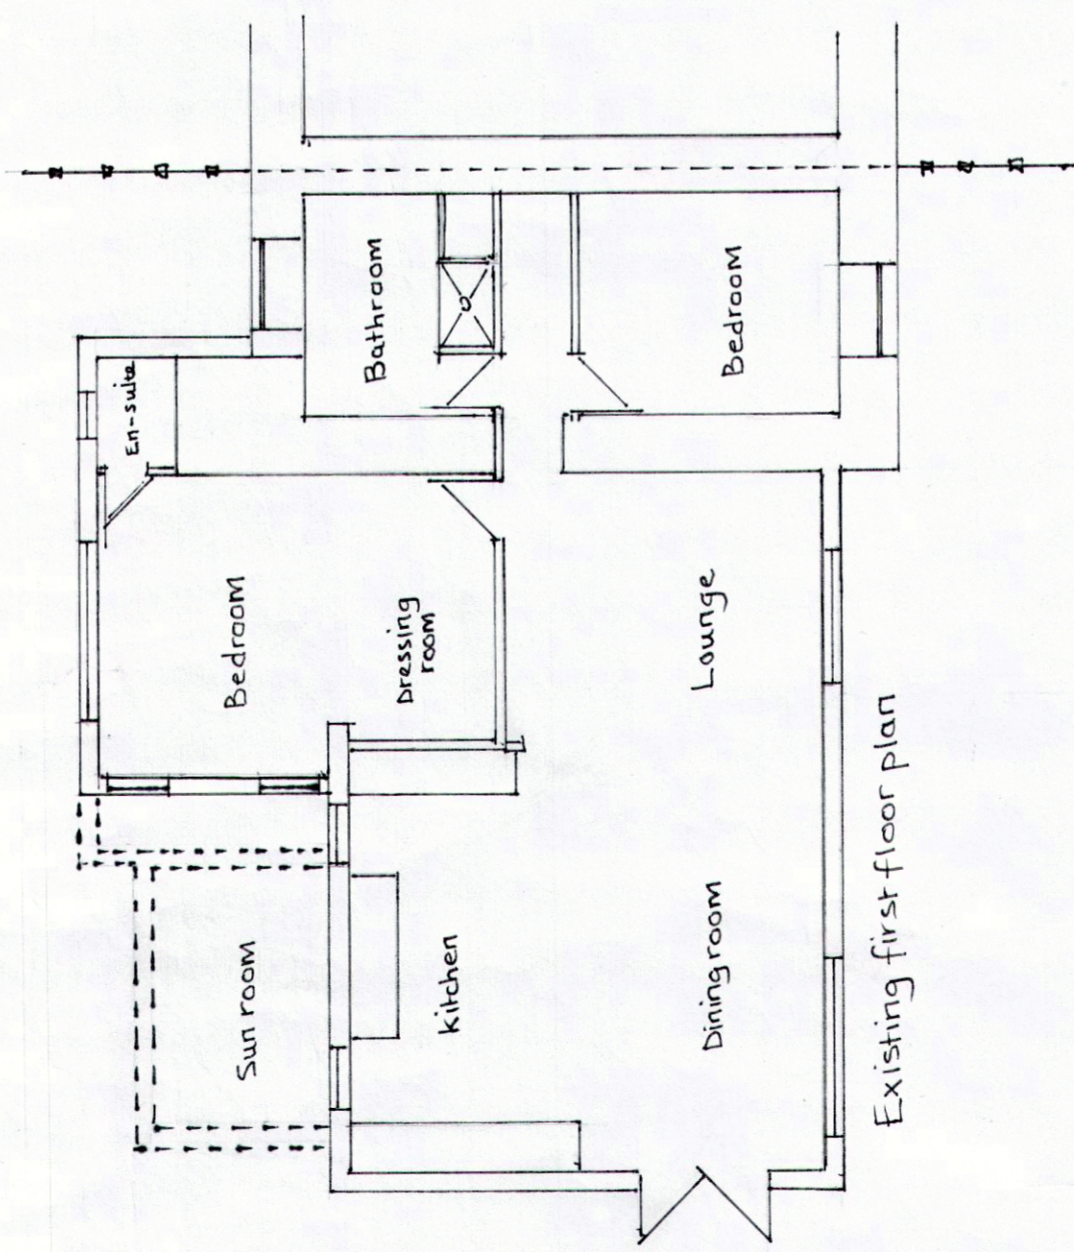 En-suite
Bathroom
Bedroom
Bedroom
Dressing
room
Lounge
Sun room
Kitchen
Dining room
Existing first floor plan